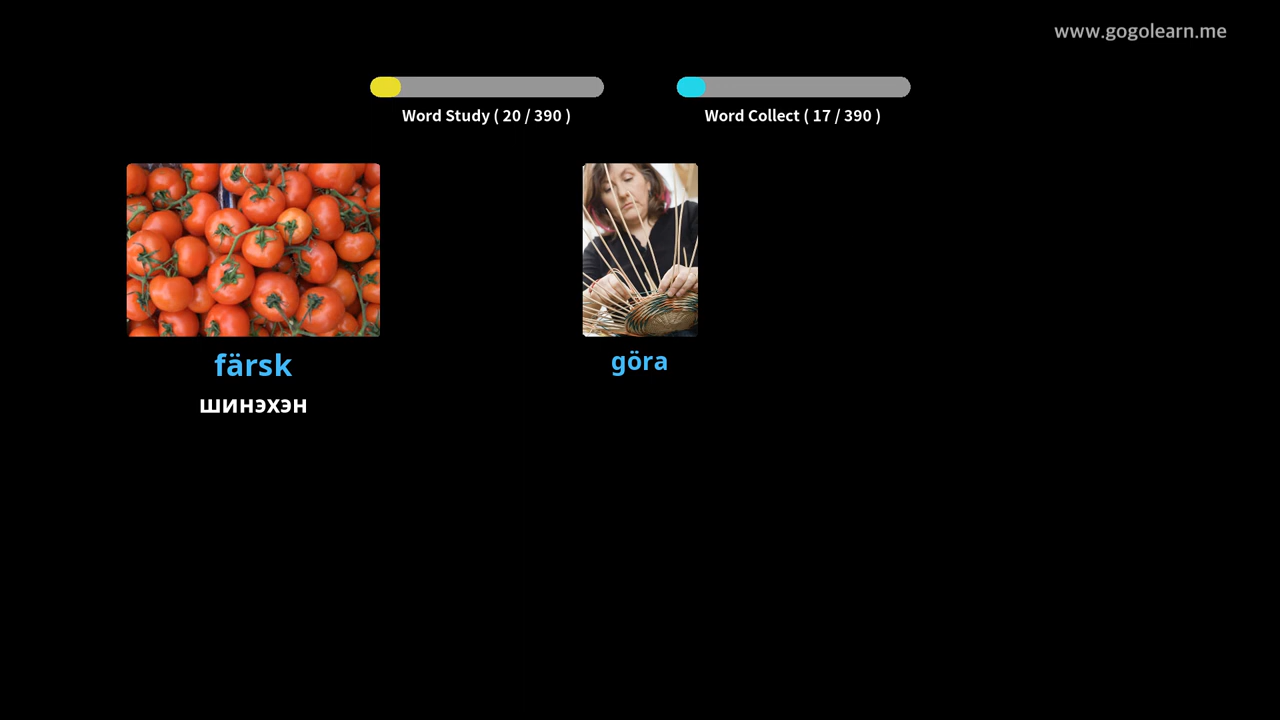 www.gogolearn.me
Word Study ( 20 / 390 )
Word Collect ( 17 / 390 )
färsk
шинэхэн
göra